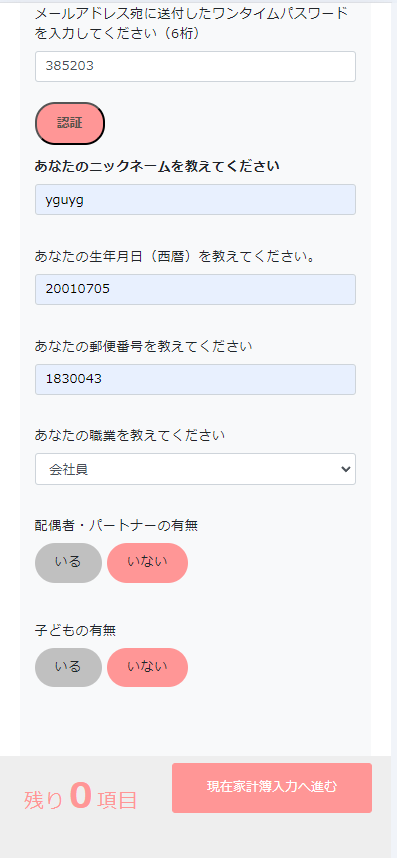 メールアドレス宛に送付したワンタイムパスワード
を入力してください（6桁）
385203
認証
あなたのニックネームを教えてください
yguyg
あなたの生年月日（西暦）を教えてください。
20010705
あなたの郵便番号を教えてください
1830043
あなたの職業を教えてください
会社員
配偶者・パートナーの有無
いる いない
子どもの有無
いる いない
残り 0 項目
現在家計簿入力へ進む